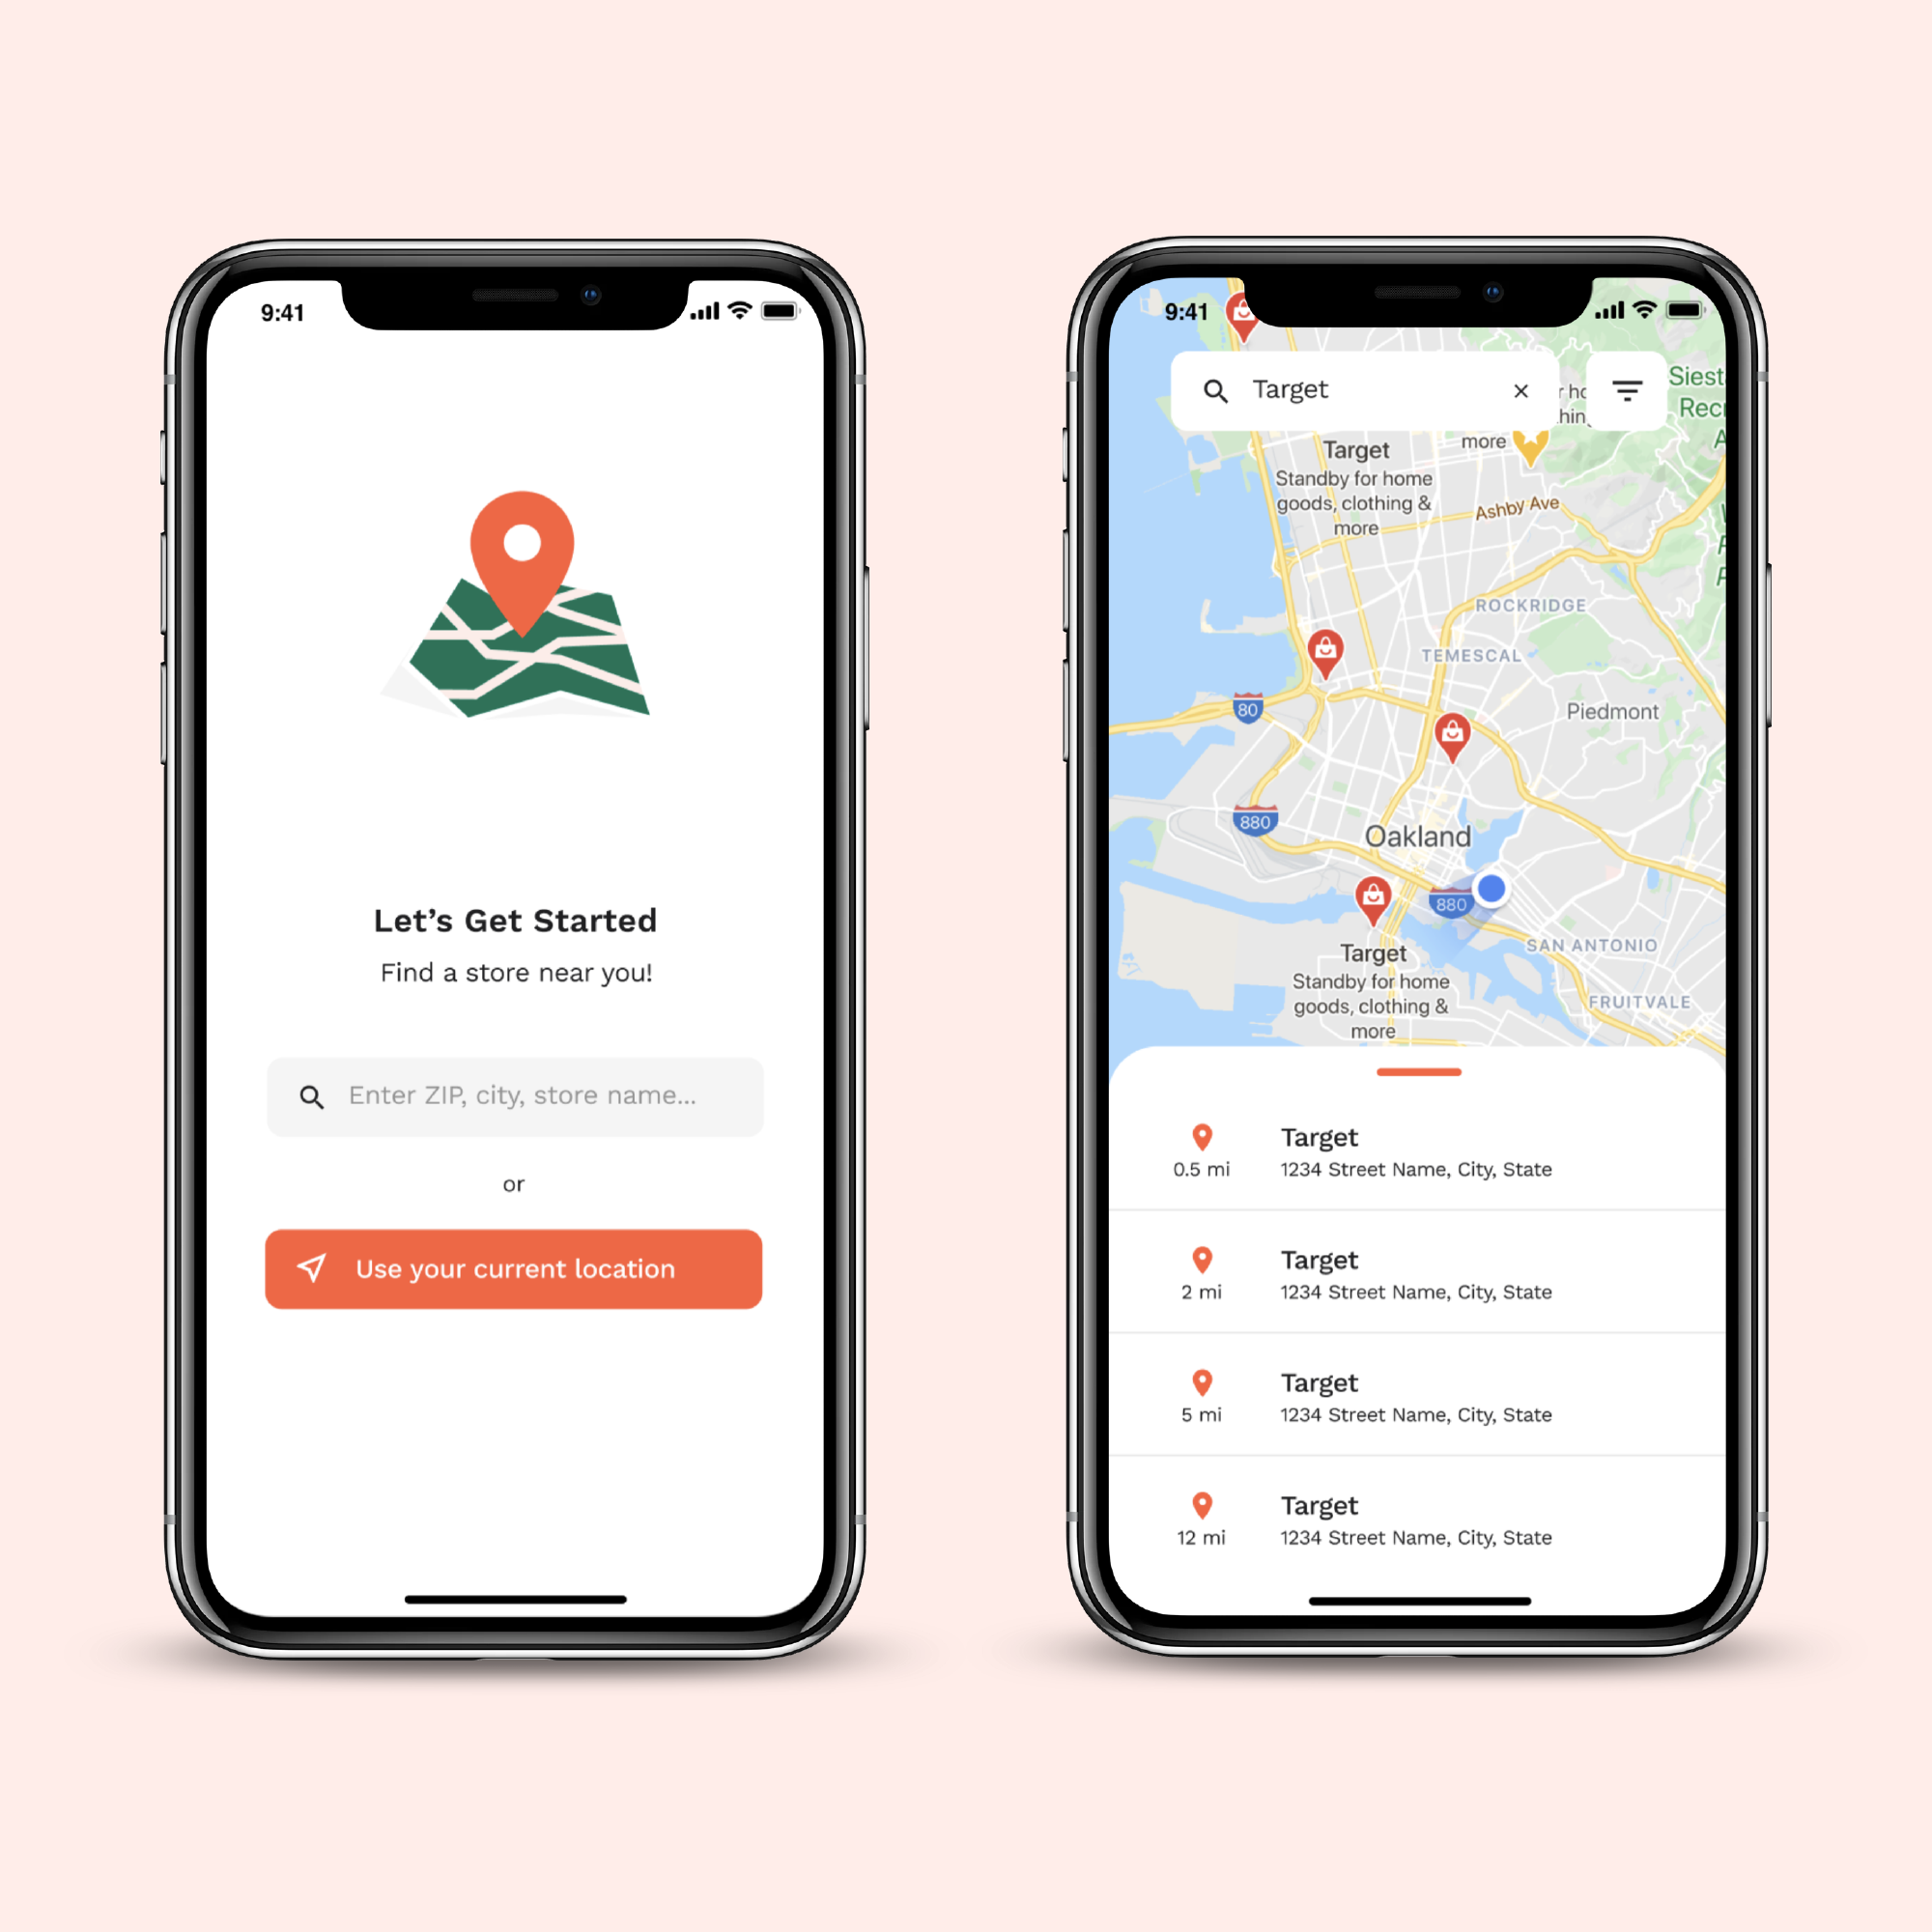 9:41
Let’s Get Started
Find a store near you!
Enter ZIP, city, store name...
or
Use your current location
9:41
Target
Siest
Recr
A
r ho
hin
more
Target
Standby for home
goods, clothing &
more
Ashby Ave
ROCKRIDGE
TEMESCAL
80
Piedmont
880
Oakland
880
SAN ANTONIO
Target
Standby for home
goods, clothing &
more
FRUITVALE
Target
0.5 mi
1234 Street Name, City, State
Target
2 mi
1234 Street Name, City, State
Target
5 mi
1234 Street Name, City, State
Target
12 mi
1234 Street Name, City, State